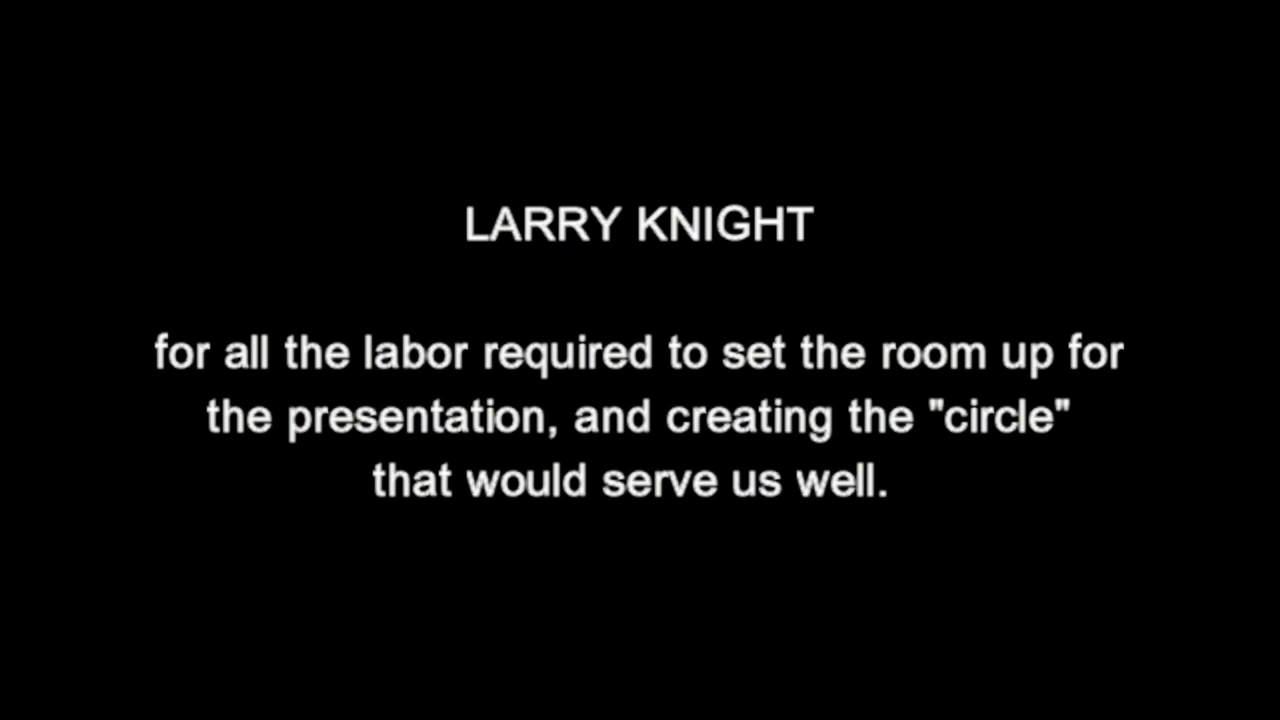 LARRY KNIGHT
for all the labor required to set the room up for
the presentation, and creating the "circle"
that would serve us well.